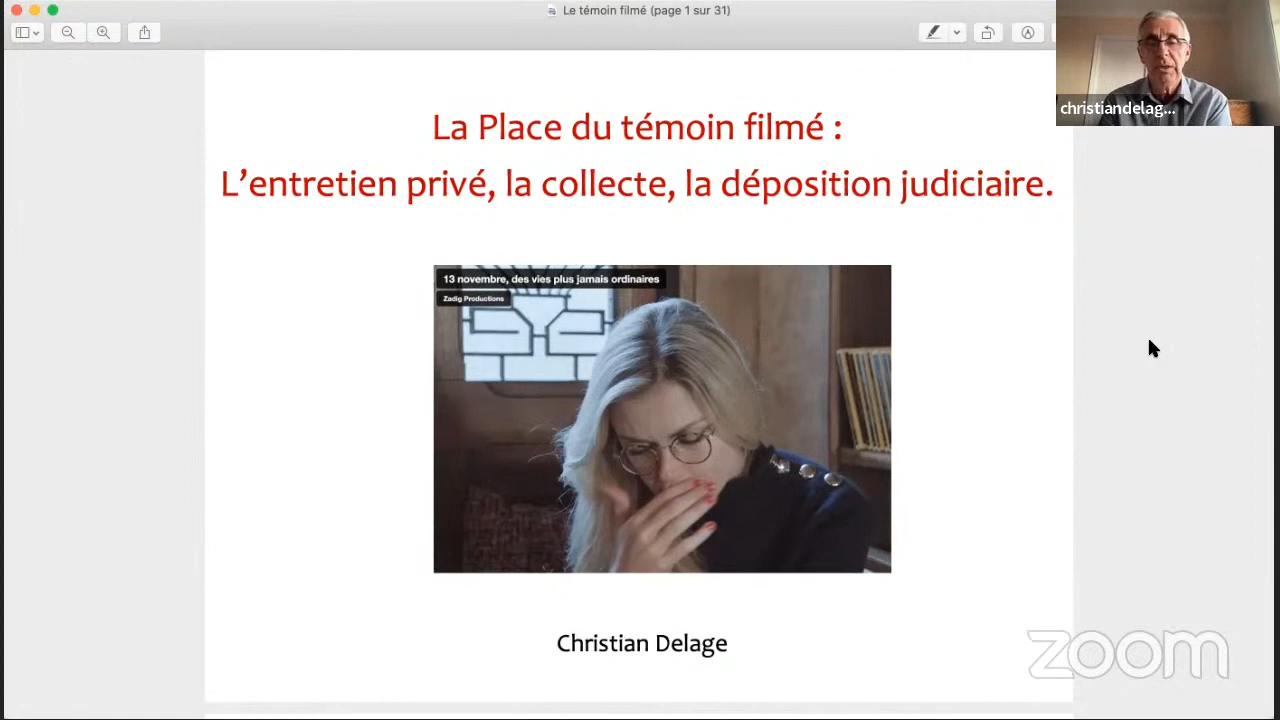 Le témoin filmé (page 1 sur 31)
christiandelag...
La Place du témoin filmé :
L’entretien privé, la collecte, la déposition judiciaire.
13 novembre, des vies plus jamais ordinaires
Zadig Productions
Christian Delage
zoom